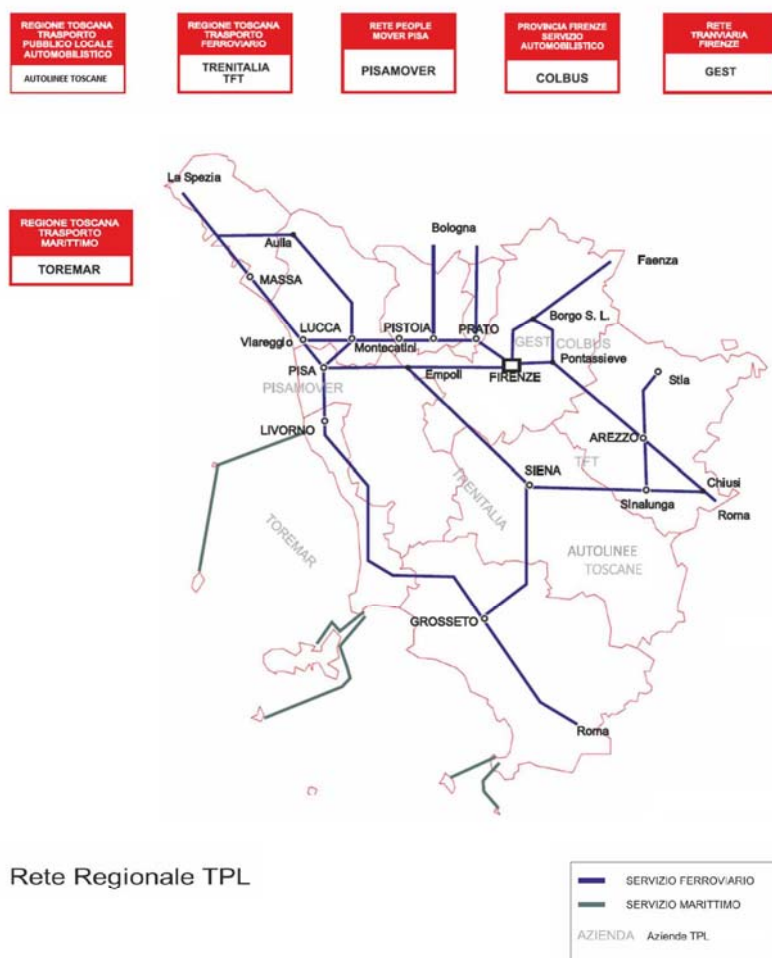 REGIONE TOSCANA
TRASPORTO
PUBBLICO LOCALE
AUTOMOBILISTICO
AUTOLINEE TOSCANE
REGIONE TOSCANA
TRASPORTO
FERROVIARIO
TRENITALIA
TFT
RETE PEOPLE
MOVER PISA
PISAMOVER
PROVINCIA FIRENZE
SERVIZIO
AUTOMOBILISTICO
COLBUS
RETE
TRANVIARIA
FIRENZE
GEST
REGIONE TOSCANA
TRASPORTO
MARITTIMO
TOREMAR
La Spezia
Bologna
Aulla
Faenza
MASSA
Borgo S. L.
LUCCA
PISTOIA
PRATO
GEST
COLBUS
Viareggio
Montecatini
Pontassieve
PISA
Empoli
FIRENZE
Stia
PISAMOVER
LIVORNO
AREZZO
TFT
SIENA
TRENITALIA
Chiusi
Sinalunga
Roma
TOREMAR
AUTOLINEE
TOSCANE
GROSSETO
Roma
Rete Regionale TPL
SERVIZIO FERROVIARIO
SERVIZIO MARITTIMO
AZIENDA Azienda TPL